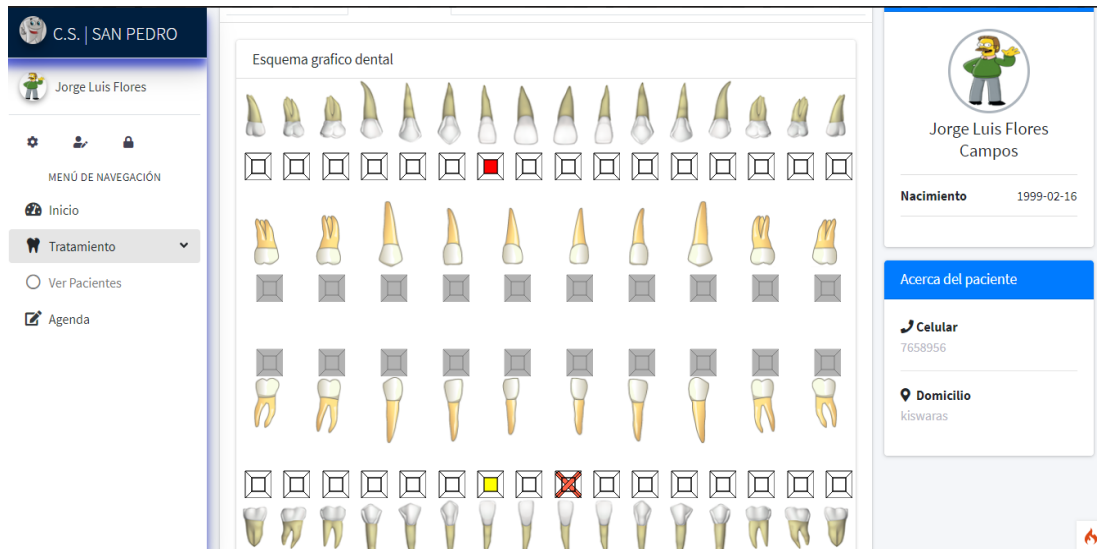 C.S. | SAN PEDRO
Jorge Luis Flores
MENÚ DE NAVEGACIÓN
Inicio
Tratamiento
Ver Pacientes
Agenda
Esquema grafico dental
Jorge Luis Flores
Campos
Nacimiento 1999-02-16
Acerca del paciente
Celular
7658956
Domicilio
kiswaras